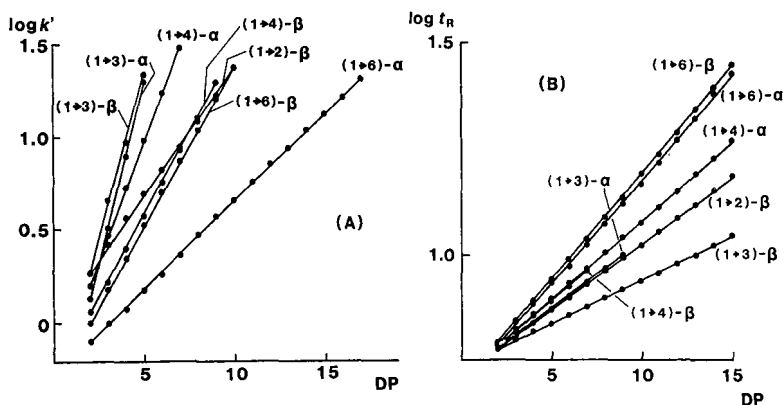 log k'
1.5
1.0
0.5
0
5
10
15
DP
(1→3)-α
(1→4)-α
(1→4)-β
(1→2)-β
(1→6)-α
(1→3)-β
(1→6)-β
(A)
log tR
1.5
1.0
5
10
15
DP
(1→6)-β
(B)
(1→6)-α
(1→4)-α
(1→3)-α
(1→2)-β
(1→3)-β
(1→4)-β